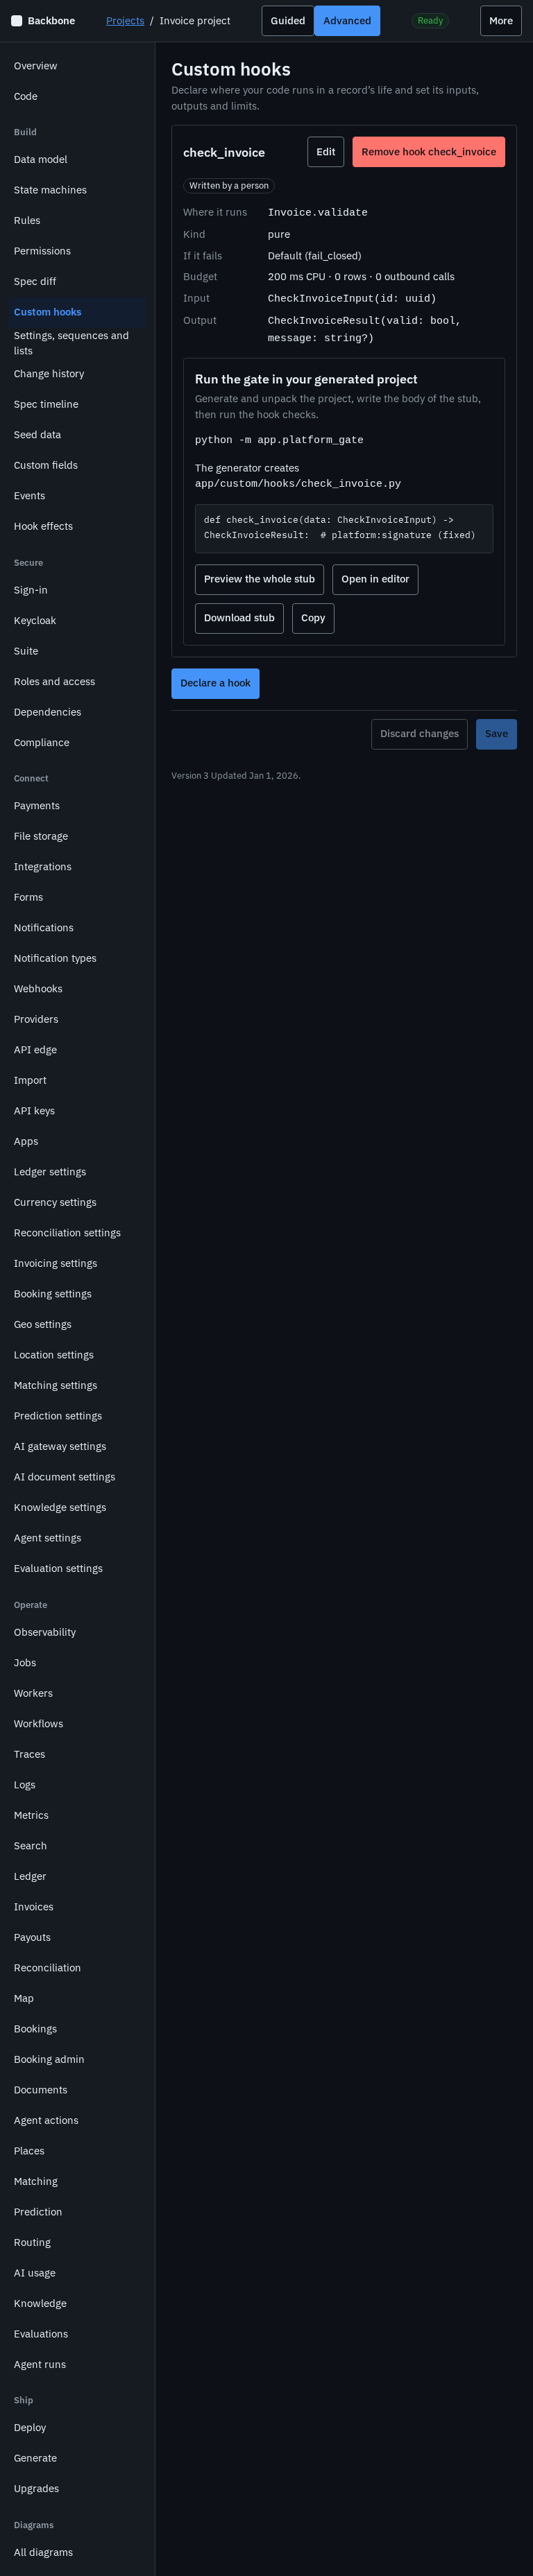 Backbone
Projects / Invoice project
Guided
Advanced
Ready
More
Overview
Code
Build
Data model
State machines
Rules
Permissions
Spec diff
Custom hooks
Settings, sequences and
lists
Change history
Spec timeline
Seed data
Custom fields
Events
Hook effects
Secure
Sign-in
Keycloak
Suite
Roles and access
Dependencies
Compliance
Connect
Payments
File storage
Integrations
Forms
Notifications
Notification types
Webhooks
Providers
API edge
Import
API keys
Apps
Ledger settings
Currency settings
Reconciliation settings
Invoicing settings
Booking settings
Geo settings
Location settings
Matching settings
Prediction settings
AI gateway settings
AI document settings
Knowledge settings
Agent settings
Evaluation settings
Operate
Observability
Jobs
Workers
Workflows
Traces
Logs
Metrics
Search
Ledger
Invoices
Payouts
Reconciliation
Map
Bookings
Booking admin
Documents
Agent actions
Places
Matching
Prediction
Routing
AI usage
Knowledge
Evaluations
Agent runs
Ship
Deploy
Generate
Upgrades
Diagrams
All diagrams
Custom hooks
Declare where your code runs in a record’s life and set its inputs,
outputs and limits.
check_invoice
Edit
Remove hook check_invoice
Written by a person
Where it runs Invoice.validate
Kind pure
If it fails Default (fail_closed)
Budget 200 ms CPU · 0 rows · 0 outbound calls
Input CheckInvoiceInput(id: uuid)
Output CheckInvoiceResult(valid: bool,
message: string?)
Run the gate in your generated project
Generate and unpack the project, write the body of the stub,
then run the hook checks.
python -m app.platform_gate
The generator creates
app/custom/hooks/check_invoice.py
def check_invoice(data: CheckInvoiceInput) ->
CheckInvoiceResult:  # platform:signature (fixed)
Preview the whole stub
Open in editor
Download stub
Copy
Declare a hook
Discard changes
Save
Version 3 Updated Jan 1, 2026.